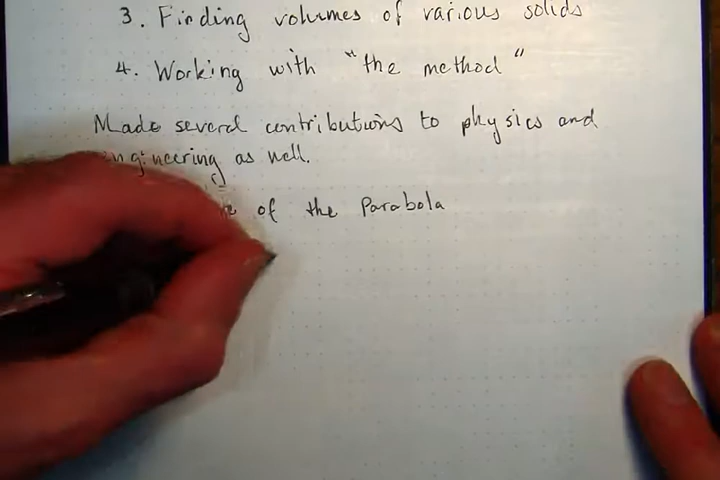 3. Finding volumes of various solids
4. Working with "the method"
Made several contributions to physics and
engineering as well.
of the Parabola